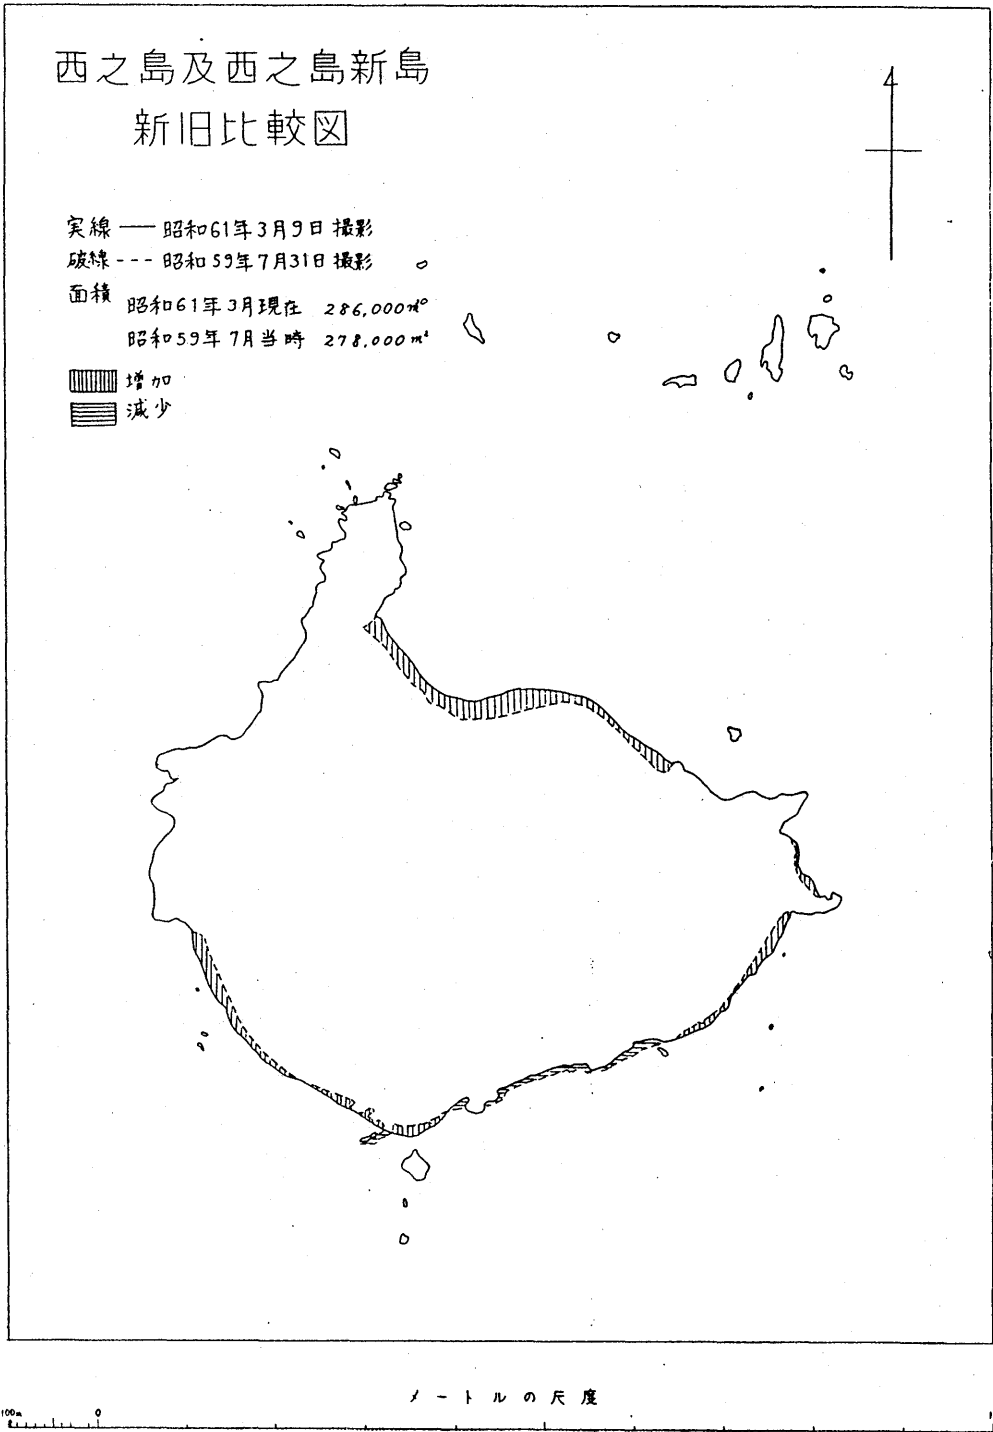 西之島及西之島新島
新旧比較図
実線 —— 昭和61年3月9日 撮影
破線 --- 昭和59年7月31日 撮影
面積 昭和61年3月現在 286,000㎡
昭和59年7月当時 278,000㎡
増加
減少
4
メートルの尺度
100m 0